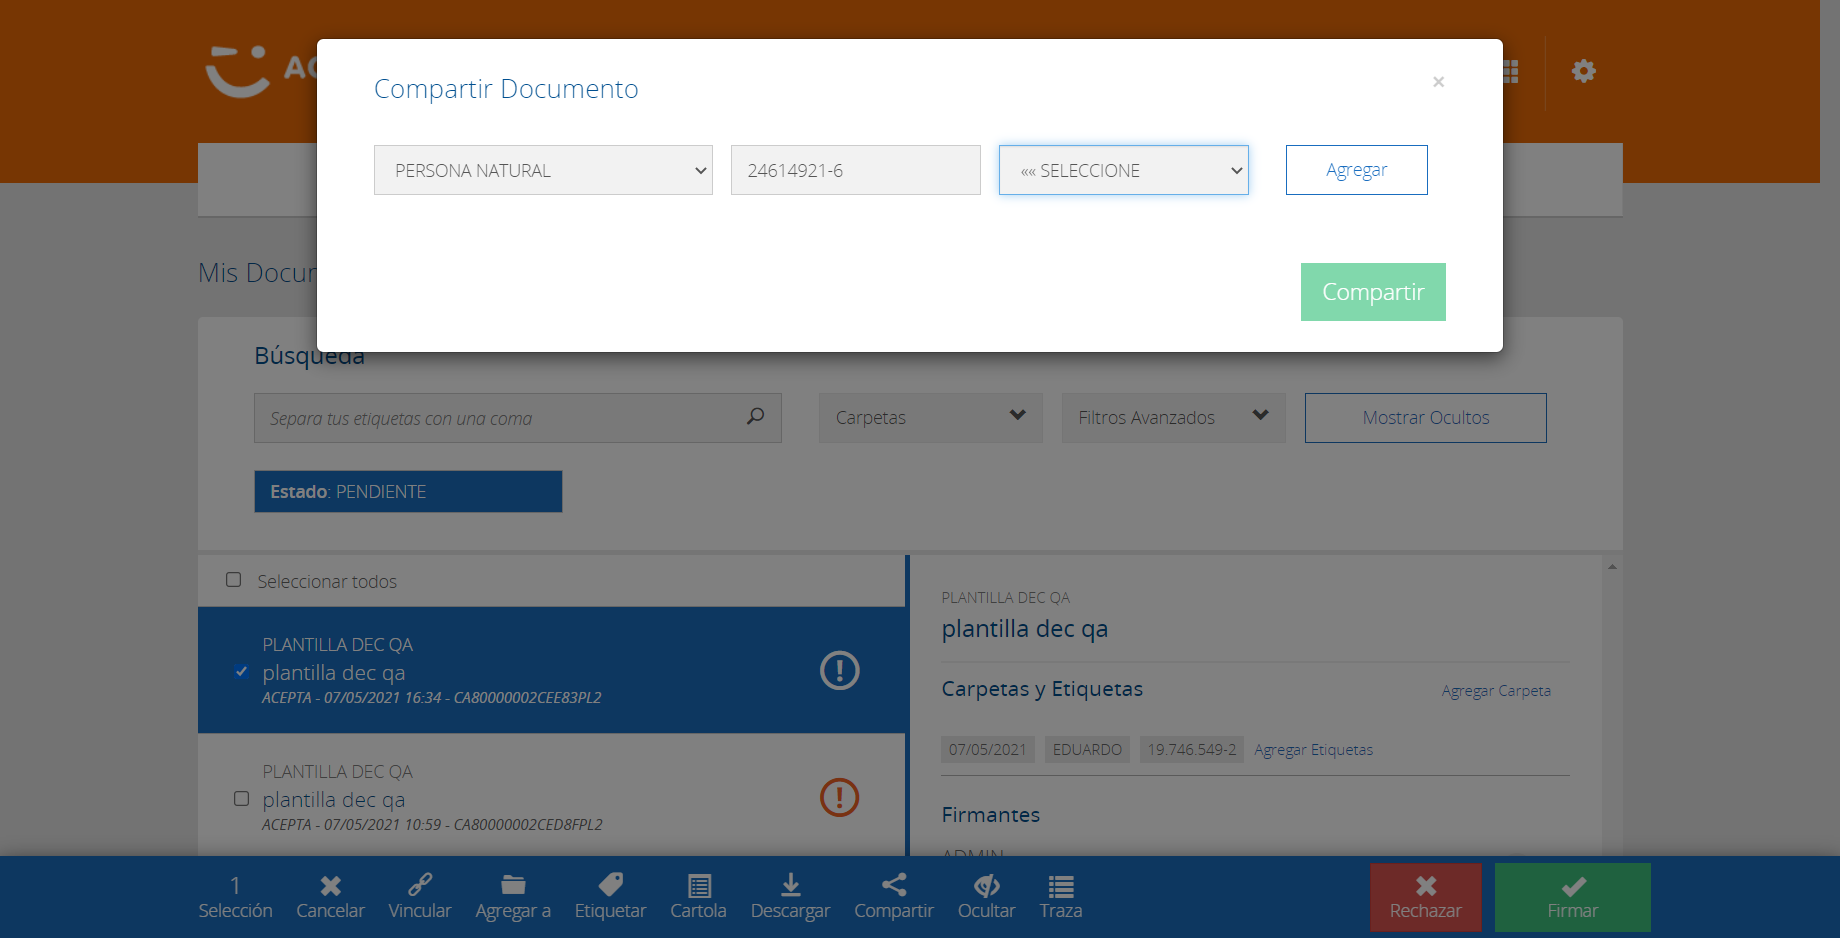 Compartir Documento
×
PERSONA NATURAL
24614921-6
«« SELECCIONE
Agregar
Compartir
Mis Docu
Búsqueda
Separa tus etiquetas con una coma
Carpetas
Filtros Avanzados
Mostrar Ocultos
Estado: PENDIENTE
Seleccionar todos
PLANTILLA DEC QA
plantilla dec qa
ACEPTA - 07/05/2021 16:34 - CA80000002CEE83PL2
PLANTILLA DEC QA
plantilla dec qa
ACEPTA - 07/05/2021 10:59 - CA80000002CED8FPL2
PLANTILLA DEC QA
plantilla dec qa
Carpetas y Etiquetas
Agregar Carpeta
07/05/2021 EDUARDO 19.746.549-2 Agregar Etiquetas
Firmantes
ADMIN
1
Selección
Cancelar
Vincular
Agregar a
Etiquetar
Cartola
Descargar
Compartir
Ocultar
Traza
Rechazar
Firmar